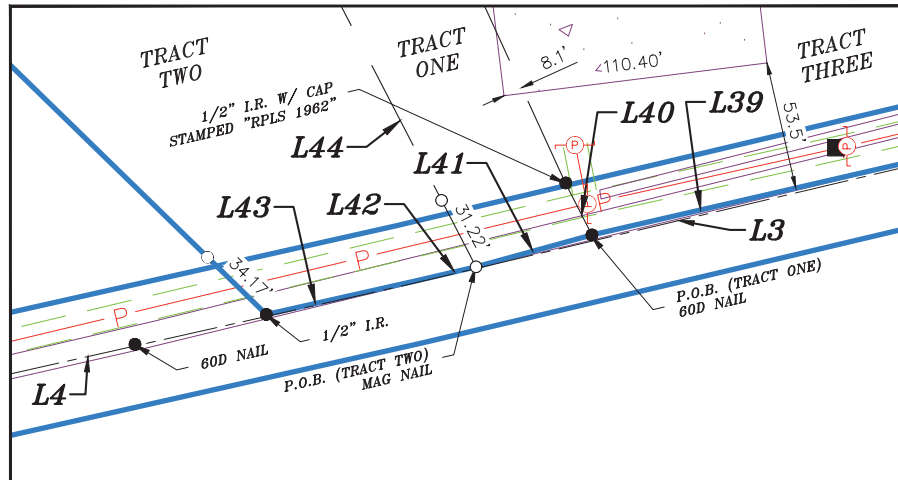 TRACT
TWO
TRACT
ONE
8.1'
110.40'
TRACT
THREE
1/2" I.R. W/ CAP
STAMPED "RPLS 1962"
L44
L41
L40
L39
53.5'
L43
L42
31.22'
P
L3
34.17'
P
P
P
P.O.B. (TRACT ONE)
60D NAIL
1/2" I.R.
60D NAIL
P.O.B. (TRACT TWO)
MAG NAIL
L4